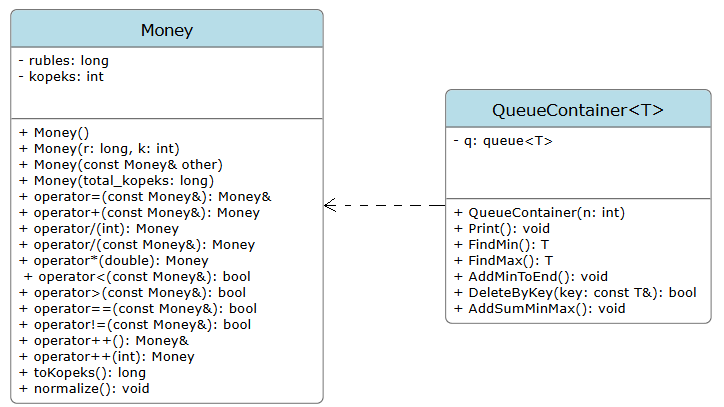 Money
- rubles: long
- kopeks: int
+ Money()
+ Money(r: long, k: int)
+ Money(const Money& other)
+ Money(total_kopeks: long)
+ operator=(const Money&): Money&
+ operator+(const Money&): Money
+ operator/(int): Money
+ operator/(const Money&): Money
+ operator*(double): Money
+ operator<(const Money&): bool
+ operator>(const Money&): bool
+ operator==(const Money&): bool
+ operator!=(const Money&): bool
+ operator++(): Money&
+ operator++(int): Money
+ toKopeks(): long
+ normalize(): void
QueueContainer<T>
- q: queue<T>
+ QueueContainer(n: int)
+ Print(): void
+ FindMin(): T
+ FindMax(): T
+ AddMinToEnd(): void
+ DeleteByKey(key: const T&): bool
+ AddSumMinMax(): void